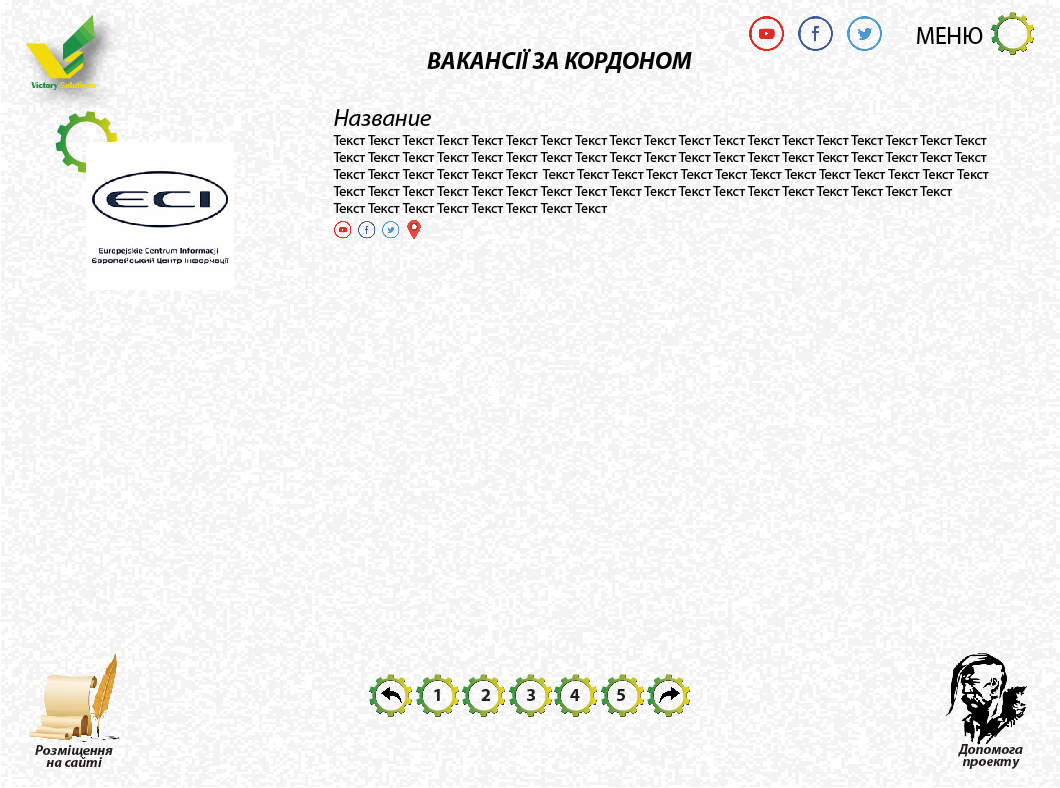 Victory Solutions
МЕНЮ
ВАКАНСІЇ ЗА КОРДОНОМ
Название
Текст Текст Текст Текст Текст Текст Текст Текст Текст Текст Текст Текст Текст Текст Текст Текст Текст Текст Текст
Текст Текст Текст Текст Текст Текст Текст Текст Текст Текст Текст Текст Текст Текст Текст Текст Текст Текст Текст
Текст Текст Текст Текст Текст Текст Текст Текст Текст Текст Текст Текст Текст Текст Текст Текст Текст Текст Текст
Текст Текст Текст Текст Текст Текст Текст Текст Текст Текст Текст Текст Текст Текст Текст Текст Текст Текст
Текст Текст Текст Текст Текст Текст Текст Текст
ECI
Europejskie Centrum Informacji
Європейський Центр Інформації
1 2 3 4 5
Розміщення
на сайті
Допомога
проекту